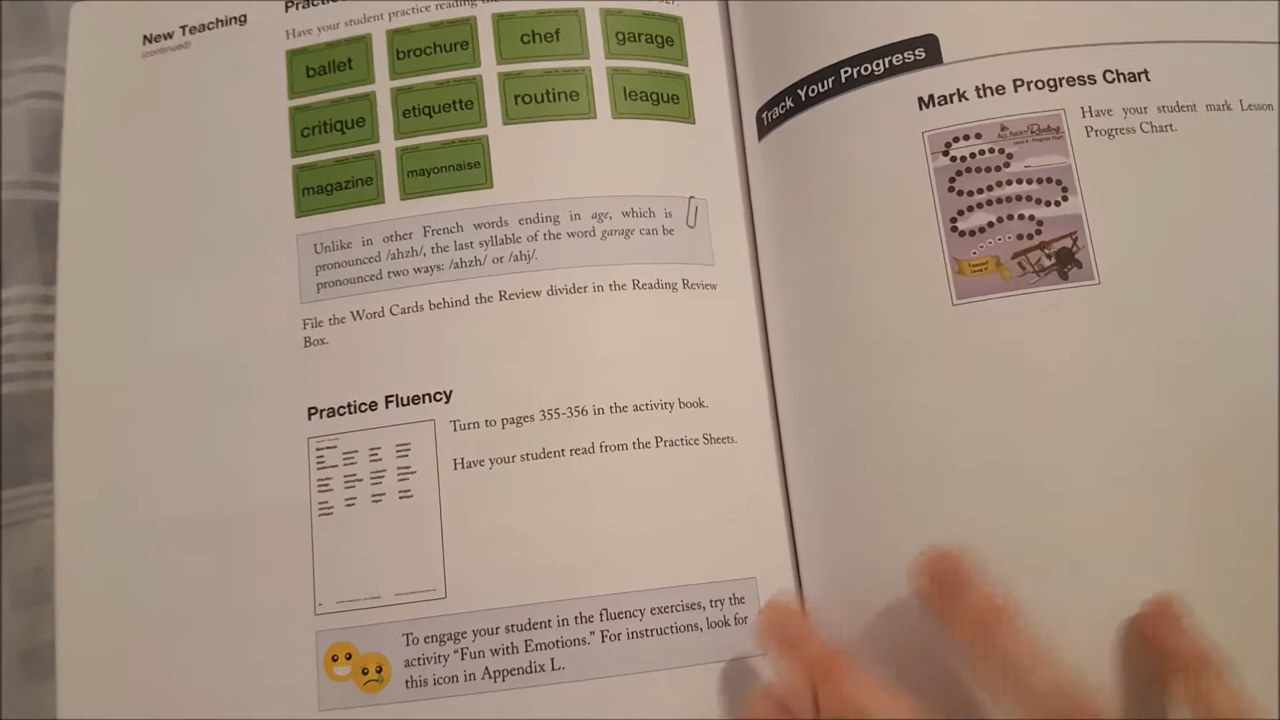 New Teaching
(continued)
Have your student practice reading the
ballet
brochure
chef
garage
critique
etiquette
routine
league
magazine
mayonnaise
Unlike in other French words ending in age, which is
pronounced /ahzh/, the last syllable of the word garage can be
pronounced two ways: /ahzh/ or /ahj/.
File the Word Cards behind the Review divider in the Reading Review
Box.
Practice Fluency
Turn to pages 355-356 in the activity book.
Have your student read from the Practice Sheets.
To engage your student in the fluency exercises, try the
activity “Fun with Emotions.” For instructions, look for
this icon in Appendix L.
Track Your Progress
Mark the Progress Chart
Have your student mark Lesson
Progress Chart.
All About Reading